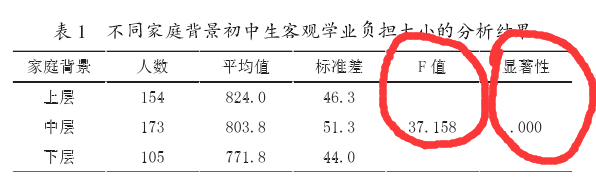 表1 不同家庭背景初中生客观学业负担大小的分析结果
家庭背景 人数 平均值 标准差 F值 显著性
上层 154 824.0 46.3
中层 173 803.8 51.3 37.158 .000
下层 105 771.8 44.0